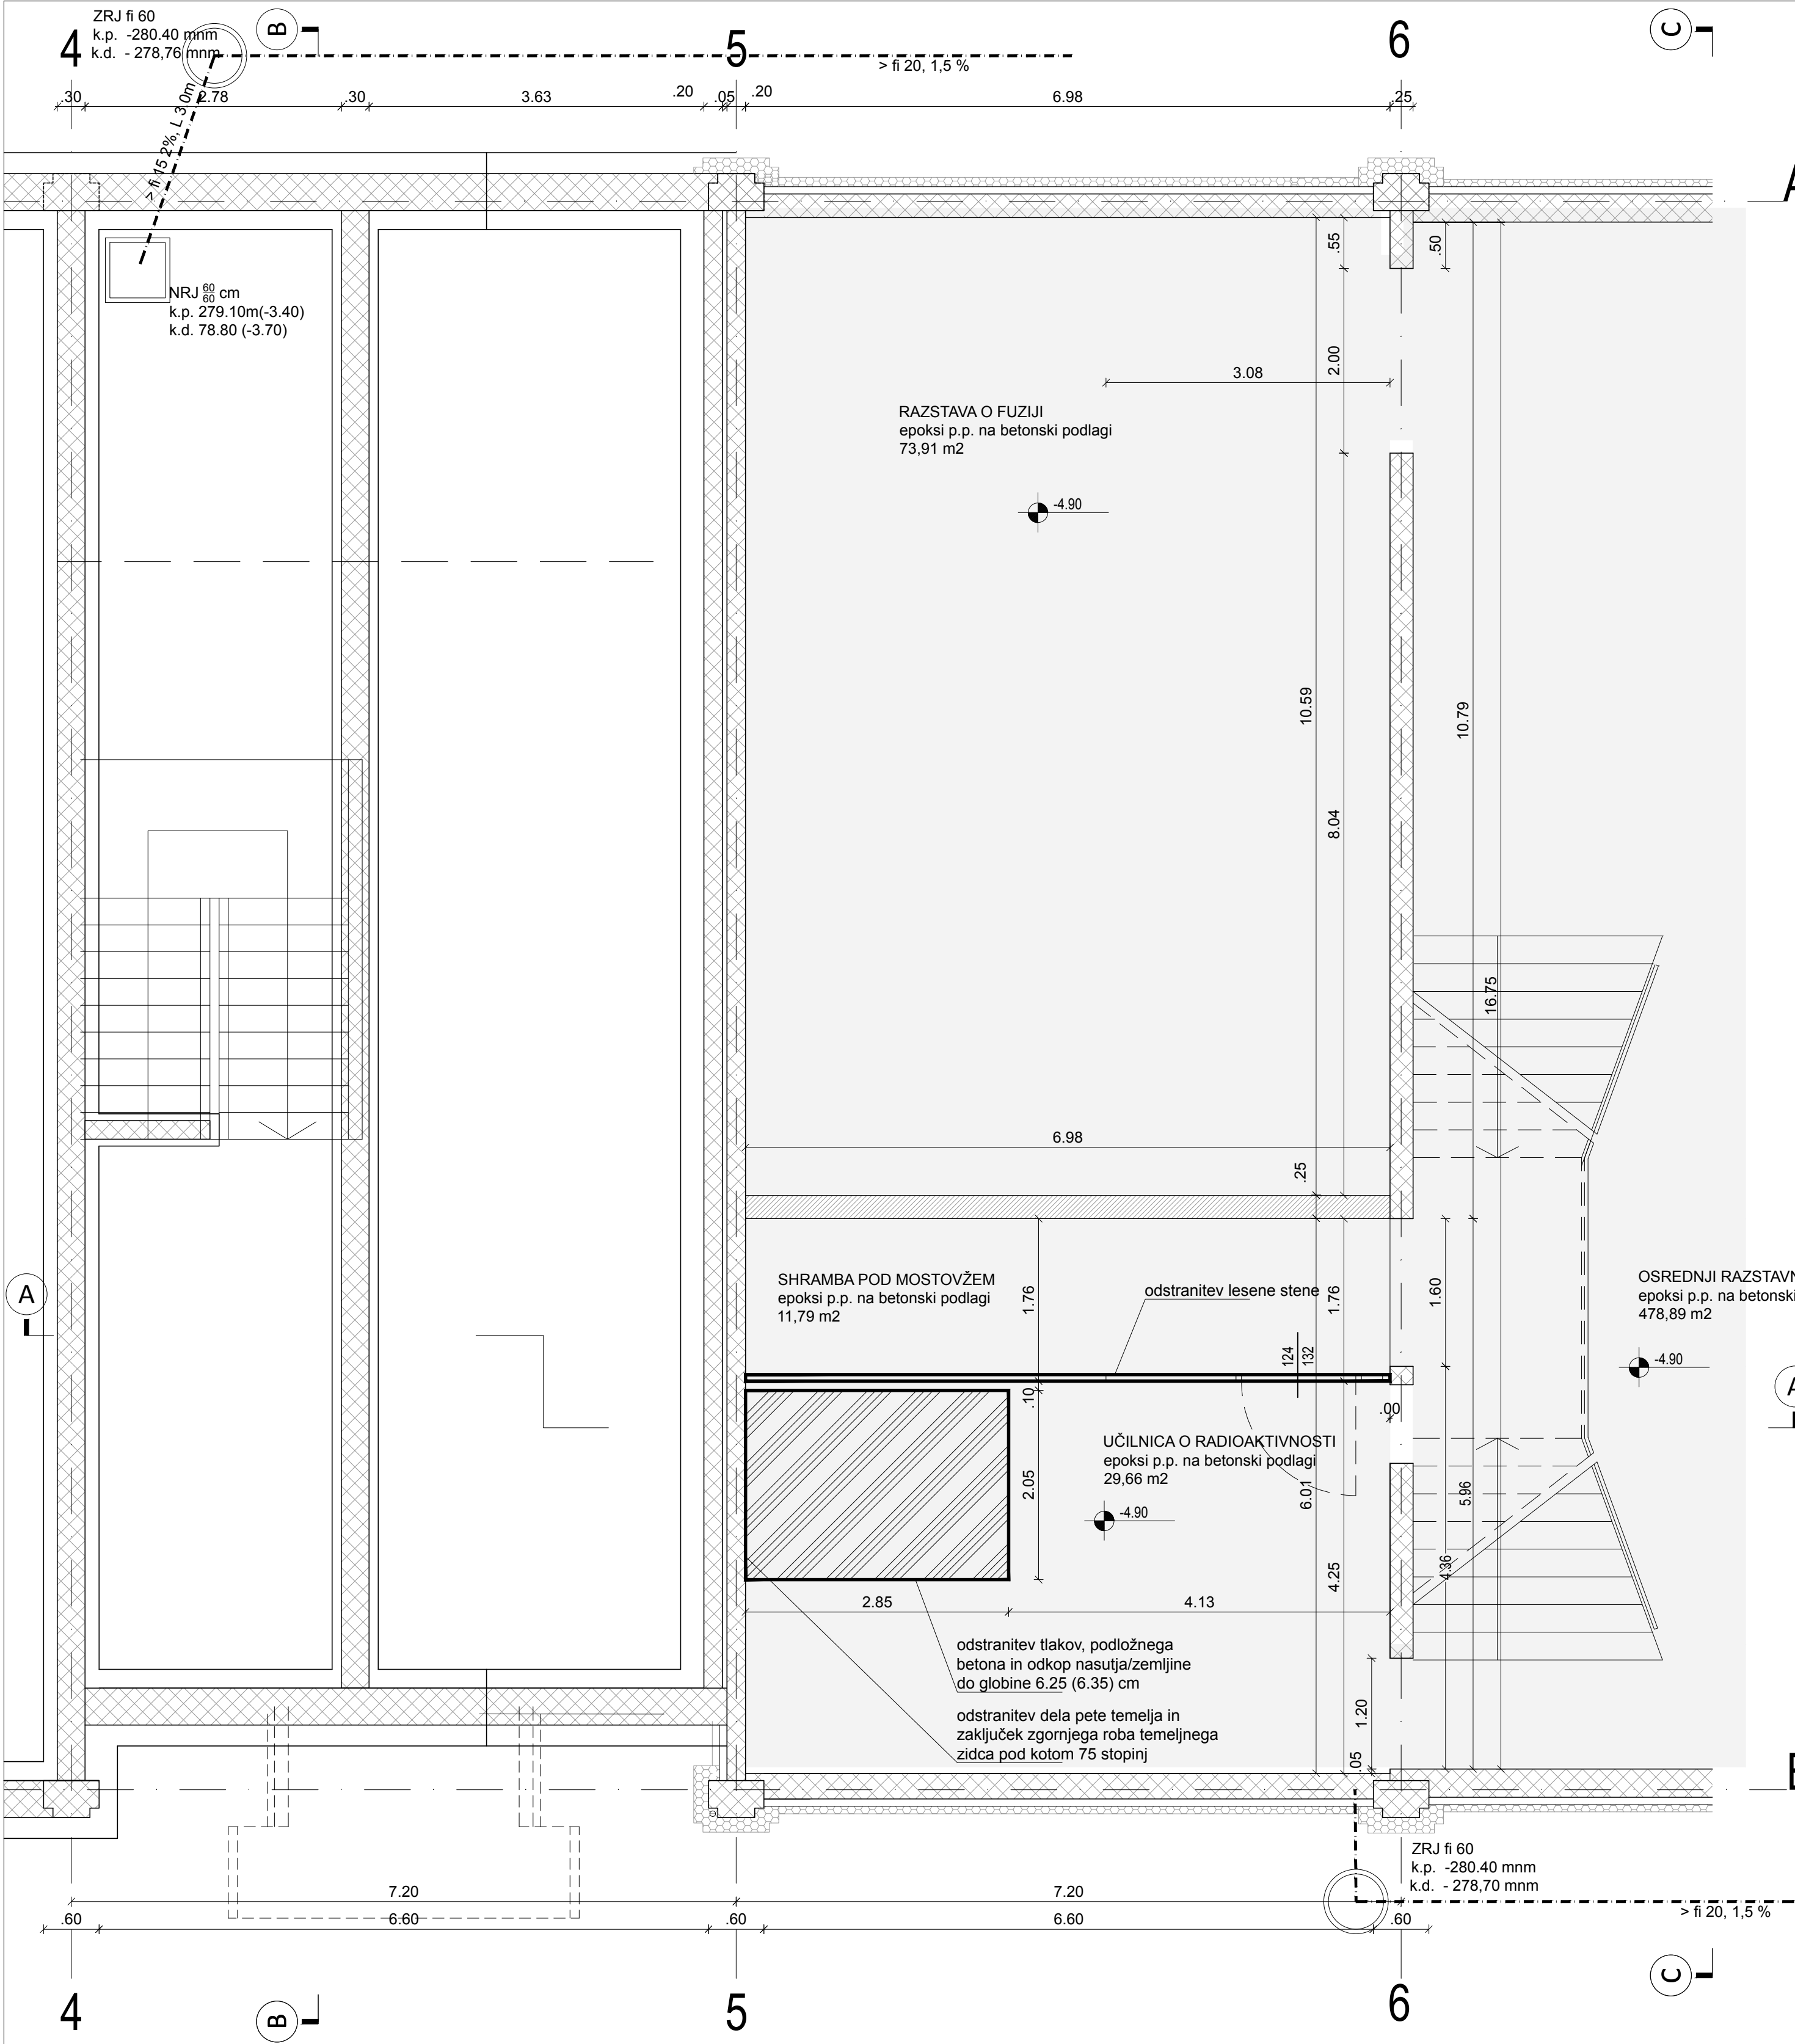 ZRJ fi 60
k.p. -280.40 mnm
k.d. - 278,76 mnm
4
B
5
6
C
> fi 20, 1,5 %
.30
2.78
.30
3.63
.20
.05
.20
6.98
.25
> fi 15 2%, L 3.0m
A
NRJ 60/60 cm
k.p. 279.10m(-3.40)
k.d. 78.80 (-3.70)
.55
.50
2.00
3.08
RAZSTAVA O FUZIJI
epoksi p.p. na betonski podlagi
73,91 m2
-4.90
10.59
10.79
8.04
16.75
6.98
.25
SHRAMBA POD MOSTOVŽEM
epoksi p.p. na betonski podlagi
11,79 m2
1.76
odstranitev lesene stene
1.76
1.60
124
132
OSREDNJI RAZSTAVN
epoksi p.p. na betonski
478,89 m2
-4.90
A
A
.10
.00
UČILNICA O RADIOAKTIVNOSTI
epoksi p.p. na betonski podlagi
29,66 m2
-4.90
2.05
6.01
5.96
4.25
4.36
2.85
4.13
odstranitev tlakov, podložnega
betona in odkop nasutja/zemljine
do globine 6.25 (6.35) cm
odstranitev dela pete temelja in
zaključek zgornjega roba temeljnega
zidca pod kotom 75 stopinj
1.20
.05
ZRJ fi 60
k.p. -280.40 mnm
k.d. - 278,70 mnm
> fi 20, 1,5 %
7.20
7.20
.60
6.60
.60
6.60
.60
4
B
5
6
C